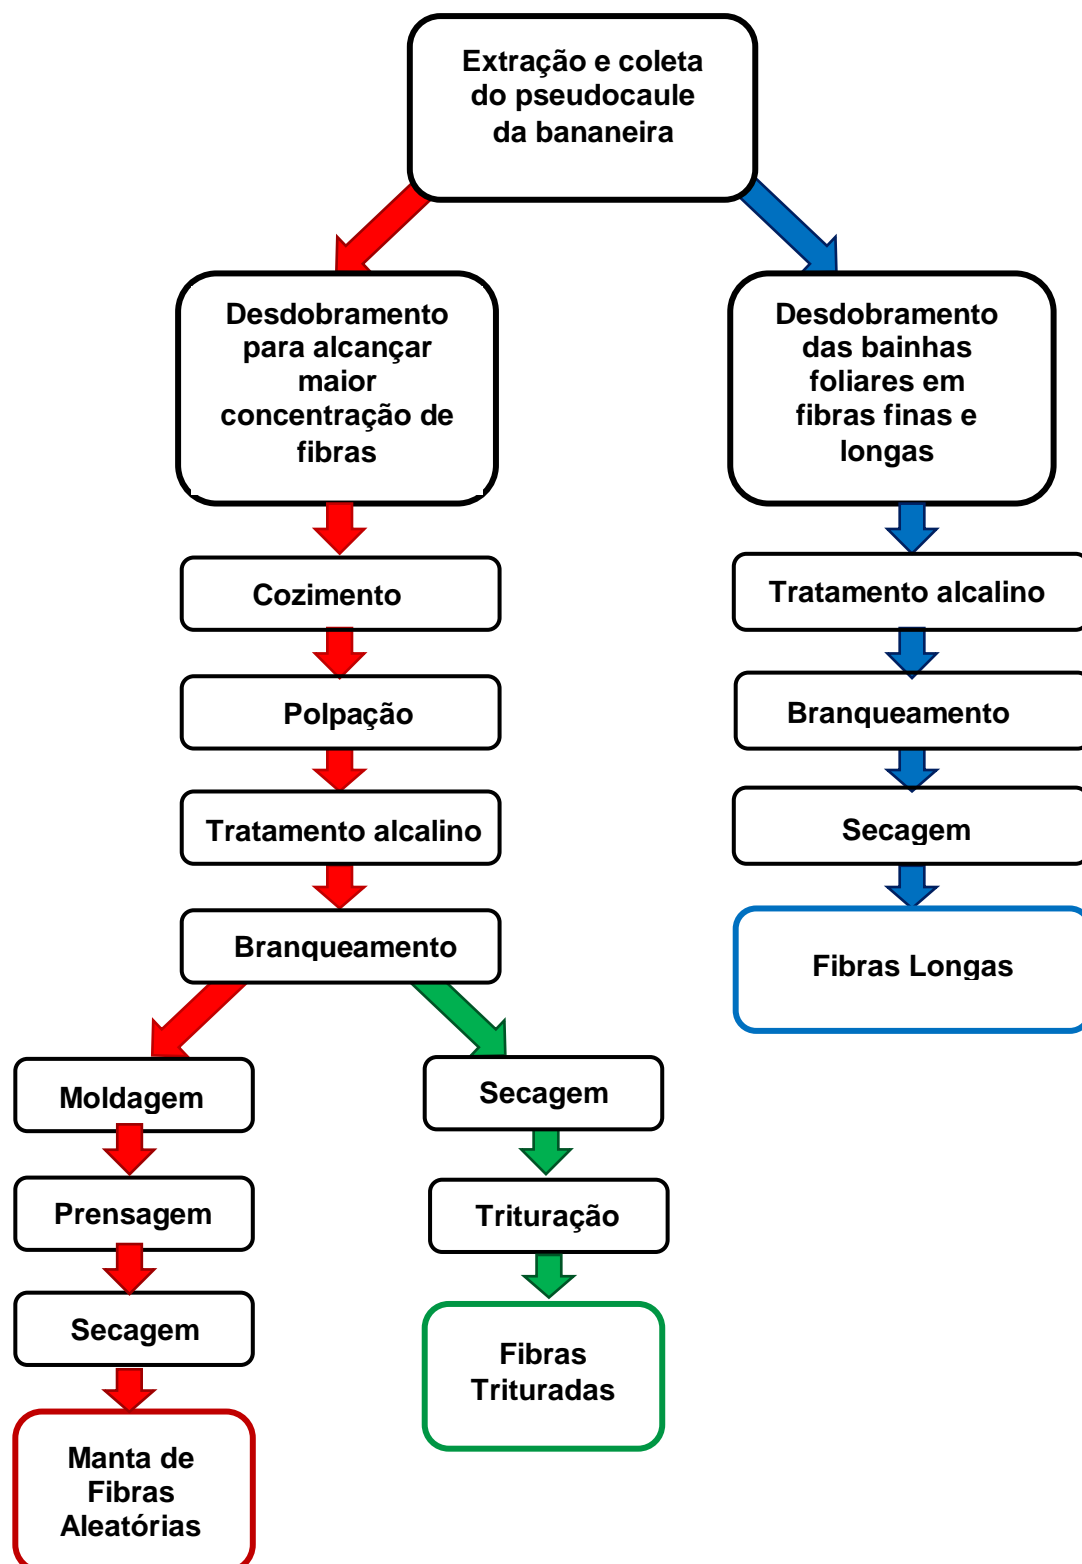 Extração e coleta
do pseudocaule
da bananeira
Desdobramento
para alcançar
maior
concentração de
fibras
Desdobramento
das bainhas
foliares em
fibras finas e
longas
Cozimento
Tratamento alcalino
Polpação
Branqueamento
Tratamento alcalino
Secagem
Branqueamento
Fibras Longas
Moldagem
Secagem
Prensagem
Trituração
Secagem
Fibras
Trituradas
Manta de
Fibras
Aleatórias